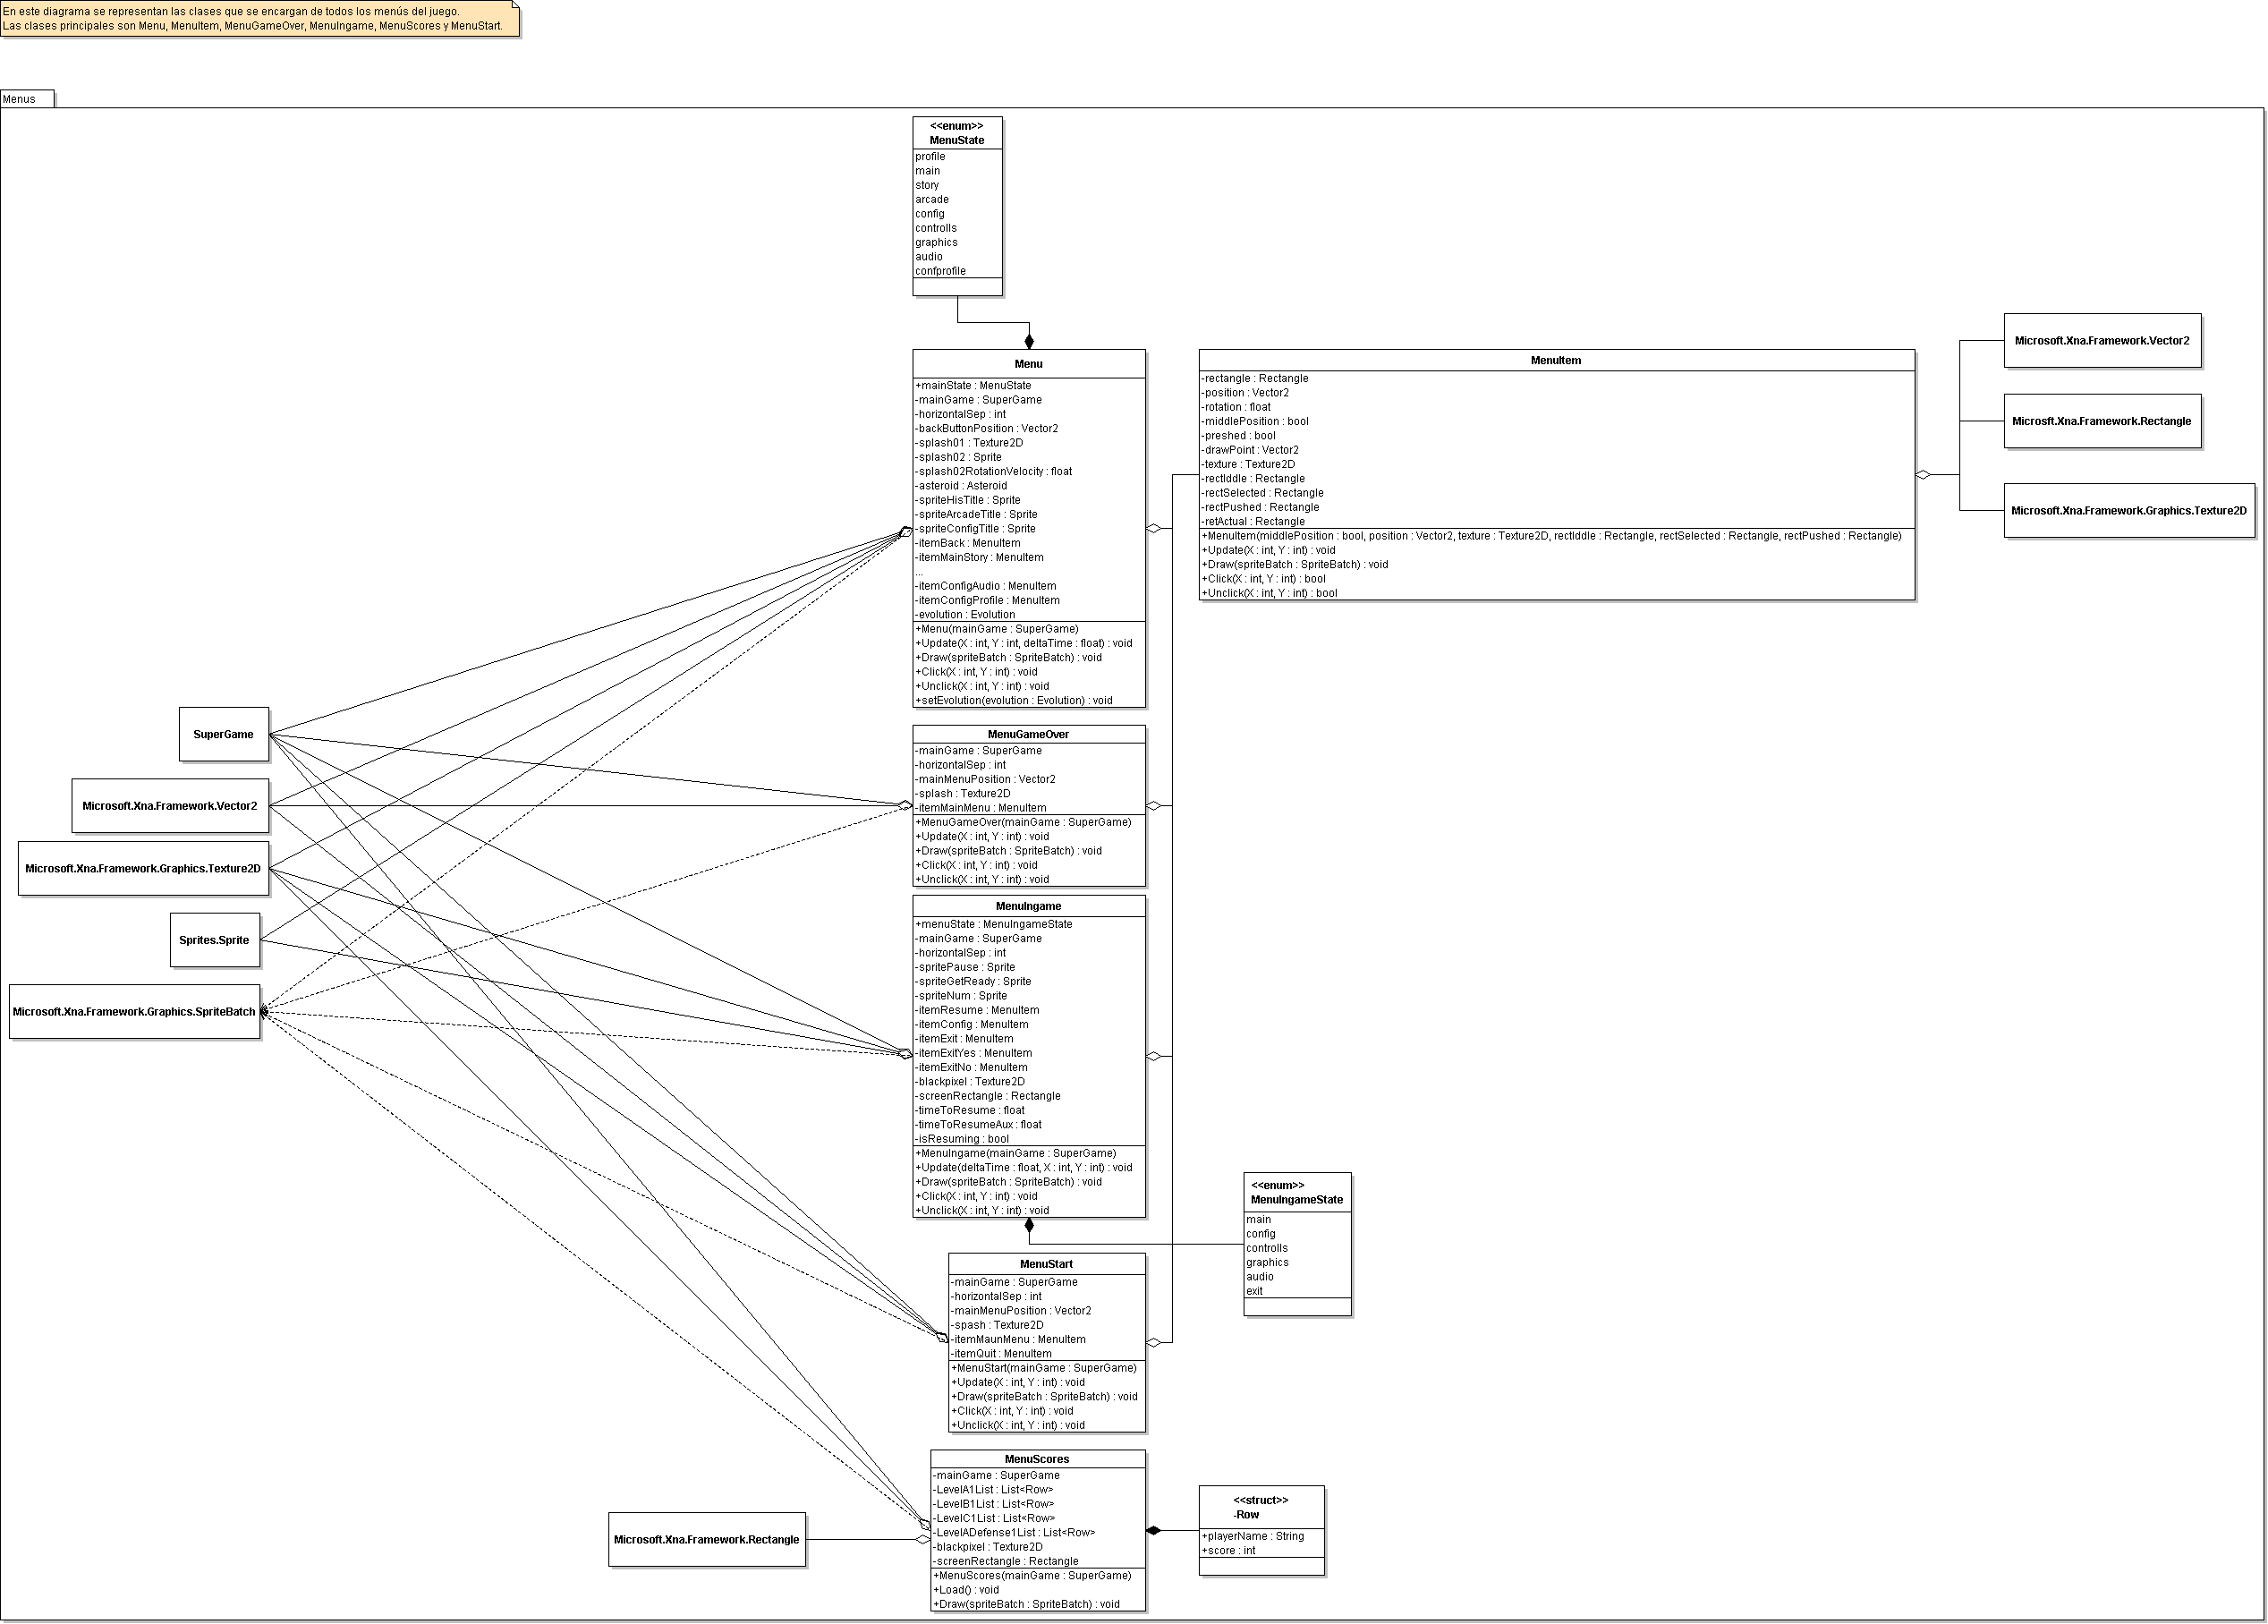 En este diagrama se representan las clases que se encargan de todos los menús del juego.
Las clases principales son Menu, MenuItem, MenuGameOver, MenuIngame, MenuScores y MenuStart.
Menus
<<enum>>
MenuState
profile
main
story
arcade
config
controlls
graphics
audio
confprofile
Menu
+mainState : MenuState
-mainGame : SuperGame
-horizontalSep : int
-backButtonPosition : Vector2
-splash01 : Texture2D
-splash02 : Sprite
-splash02RotationVelocity : float
-asteroid : Asteroid
-spriteHisTitle : Sprite
-spriteArcadeTitle : Sprite
-spriteConfigTitle : Sprite
-itemBack : MenuItem
-itemMainStory : MenuItem
...
-itemConfigAudio : MenuItem
-itemConfigProfile : MenuItem
-evolution : Evolution
+Menu(mainGame : SuperGame)
+Update(X : int, Y : int, deltaTime : float) : void
+Draw(spriteBatch : SpriteBatch) : void
+Click(X : int, Y : int) : void
+Unclick(X : int, Y : int) : void
+setEvolution(evolution : Evolution) : void
MenuItem
-rectangle : Rectangle
-position : Vector2
-rotation : float
-middlePosition : bool
-preshed : bool
-drawPoint : Vector2
-texture : Texture2D
-rectIddle : Rectangle
-rectSelected : Rectangle
-rectPushed : Rectangle
-retActual : Rectangle
+MenuItem(middlePosition : bool, position : Vector2, texture : Texture2D, rectIddle : Rectangle, rectSelected : Rectangle, rectPushed : Rectangle)
+Update(X : int, Y : int) : void
+Draw(spriteBatch : SpriteBatch) : void
+Click(X : int, Y : int) : bool
+Unclick(X : int, Y : int) : bool
Microsoft.Xna.Framework.Vector2
Microsft.Xna.Framework.Rectangle
Microsoft.Xna.Framework.Graphics.Texture2D
SuperGame
Microsoft.Xna.Framework.Vector2
Microsoft.Xna.Framework.Graphics.Texture2D
Sprites.Sprite
Microsoft.Xna.Framework.Graphics.SpriteBatch
MenuGameOver
-mainGame : SuperGame
-horizontalSep : int
-mainMenuPosition : Vector2
-splash : Texture2D
-itemMainMenu : MenuItem
+MenuGameOver(mainGame : SuperGame)
+Update(X : int, Y : int) : void
+Draw(spriteBatch : SpriteBatch) : void
+Click(X : int, Y : int) : void
+Unclick(X : int, Y : int) : void
MenuIngame
+menuState : MenuIngameState
-mainGame : SuperGame
-horizontalSep : int
-spritePause : Sprite
-spriteGetReady : Sprite
-spriteNum : Sprite
-itemResume : MenuItem
-itemConfig : MenuItem
-itemExit : MenuItem
-itemExitYes : MenuItem
-itemExitNo : MenuItem
-blackpixel : Texture2D
-screenRectangle : Rectangle
-timeToResume : float
-timeToResumeAux : float
-isResuming : bool
+MenuIngame(mainGame : SuperGame)
+Update(deltaTime : float, X : int, Y : int) : void
+Draw(spriteBatch : SpriteBatch) : void
+Click(X : int, Y : int) : void
+Unclick(X : int, Y : int) : void
<<enum>>
MenuIngameState
main
config
controlls
graphics
audio
exit
MenuStart
-mainGame : SuperGame
-horizontalSep : int
-mainMenuPosition : Vector2
-spash : Texture2D
-itemMaunMenu : MenuItem
-itemQuit : MenuItem
+MenuStart(mainGame : SuperGame)
+Update(X : int, Y : int) : void
+Draw(spriteBatch : SpriteBatch) : void
+Click(X : int, Y : int) : void
+Unclick(X : int, Y : int) : void
MenuScores
-mainGame : SuperGame
-LevelA1List : List<Row>
-LevelB1List : List<Row>
-LevelC1List : List<Row>
-LevelADefense1List : List<Row>
-blackpixel : Texture2D
-screenRectangle : Rectangle
+MenuScores(mainGame : SuperGame)
+Load() : void
+Draw(spriteBatch : SpriteBatch) : void
Microsoft.Xna.Framework.Rectangle
<<struct>>
-Row
+playerName : String
+score : int